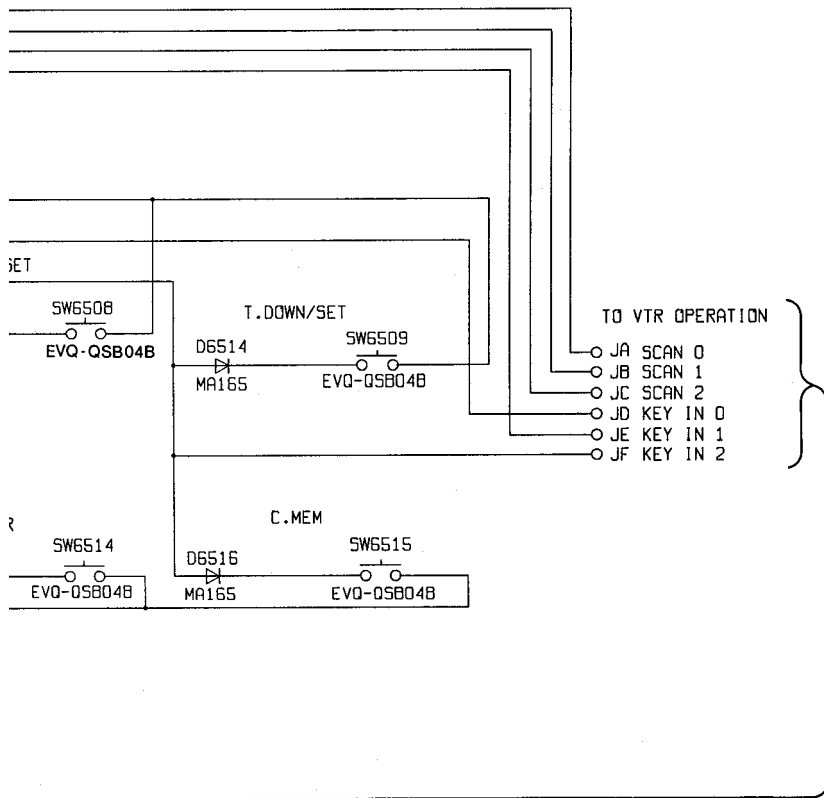 SET
SW6508
EVQ-QSB04B
T.DOWN/SET
D6514
MA165
SW6509
EVQ-QSB04B
TO VTR OPERATION
JA SCAN 0
JB SCAN 1
JC SCAN 2
JD KEY IN 0
JE KEY IN 1
JF KEY IN 2
R
SW6514
EVQ-QSB04B
C.MEM
D6516
MA165
SW6515
EVQ-QSB04B